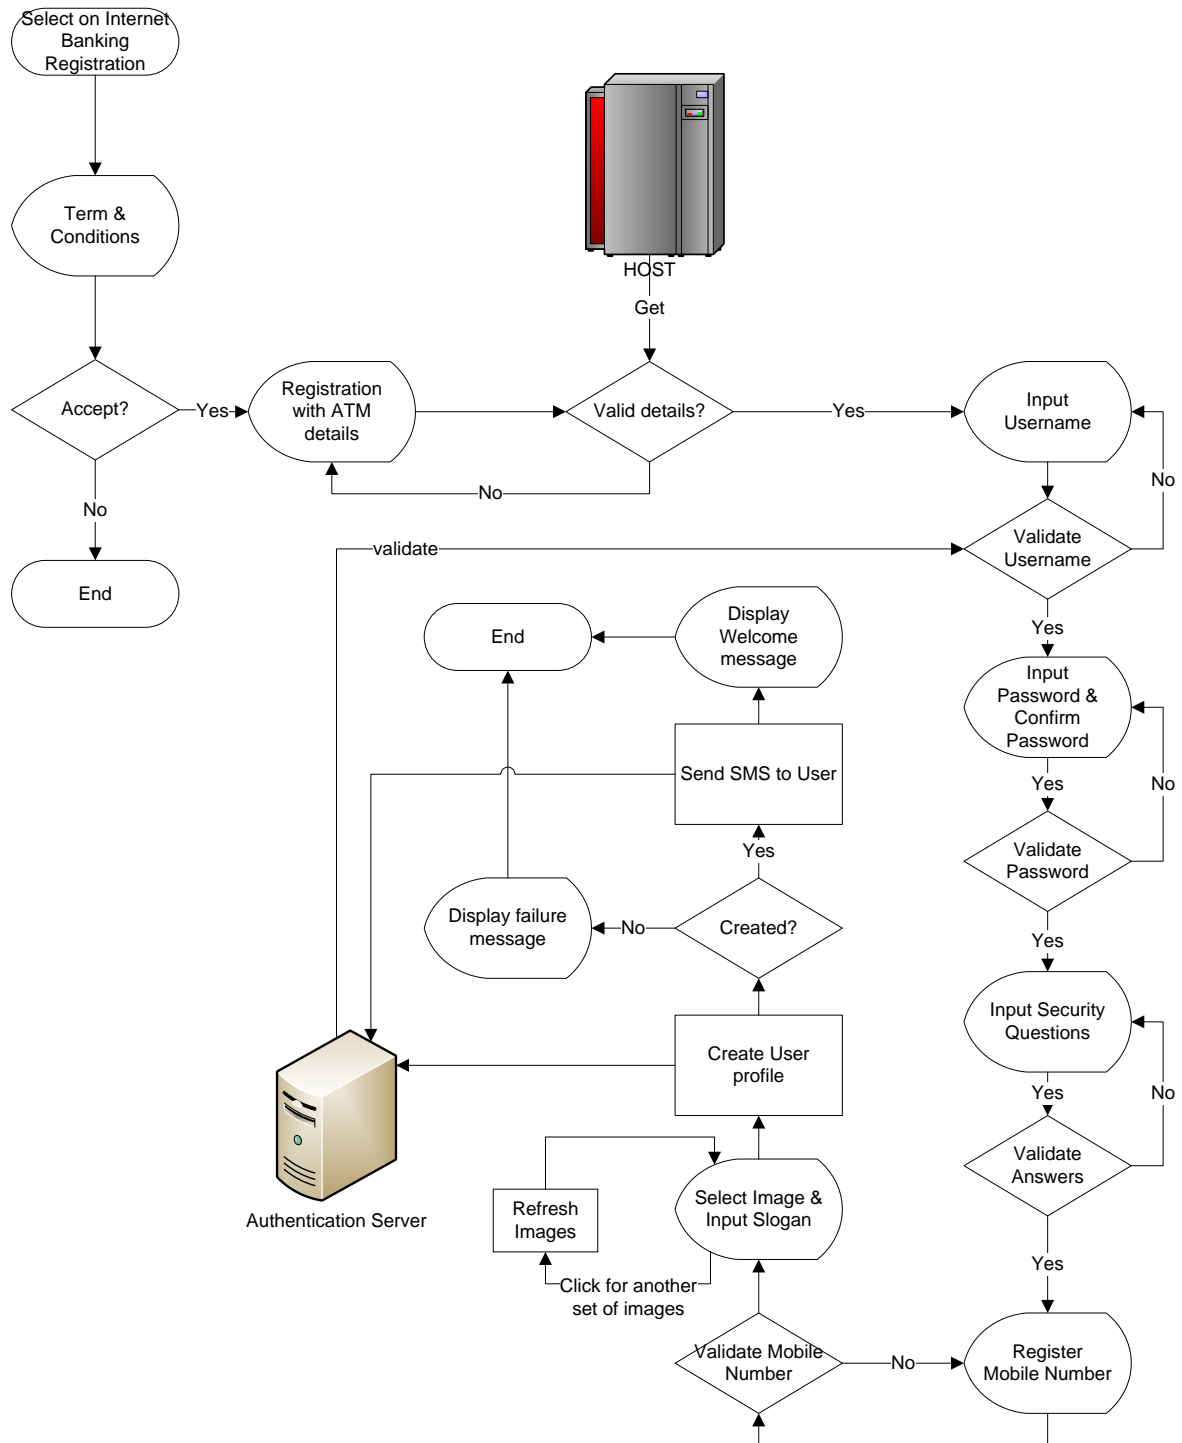 Select on Internet
Banking
Registration
Term &
Conditions
HOST
Get
Accept?
Yes
Registration
with ATM
details
Valid details?
Yes
Input
Username
No
No
No
validate
Validate
Username
End
End
Display
Welcome
message
Yes
Input
Password &
Confirm
Password
Send SMS to User
Yes
No
Yes
Validate
Password
Display failure
message
No
Created?
Yes
Input Security
Questions
Create User
profile
Yes
No
Validate
Answers
Authentication Server
Refresh
Images
Select Image &
Input Slogan
Click for another
set of images
Yes
Validate Mobile
Number
No
Register
Mobile Number